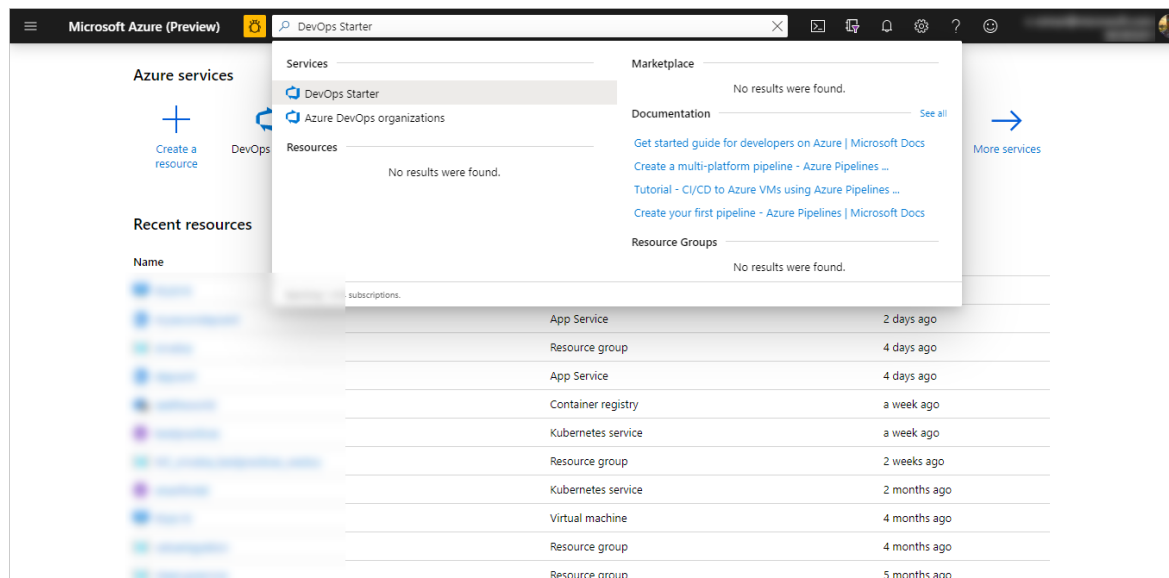 Microsoft Azure (Preview)
DevOps Starter
Azure services
Create a
resource
DevOps
More services
Services
DevOps Starter
Azure DevOps organizations
Resources
No results were found.
Marketplace
No results were found.
Documentation
See all
Get started guide for developers on Azure | Microsoft Docs
Create a multi-platform pipeline - Azure Pipelines ...
Tutorial - CI/CD to Azure VMs using Azure Pipelines ...
Create your first pipeline - Azure Pipelines | Microsoft Docs
Resource Groups
No results were found.
subscriptions.
Recent resources
Name
App Service 2 days ago
Resource group 4 days ago
App Service 4 days ago
Container registry a week ago
Kubernetes service a week ago
Resource group 2 weeks ago
Kubernetes service 2 months ago
Virtual machine 4 months ago
Resource group 4 months ago
Resource group 5 months ago